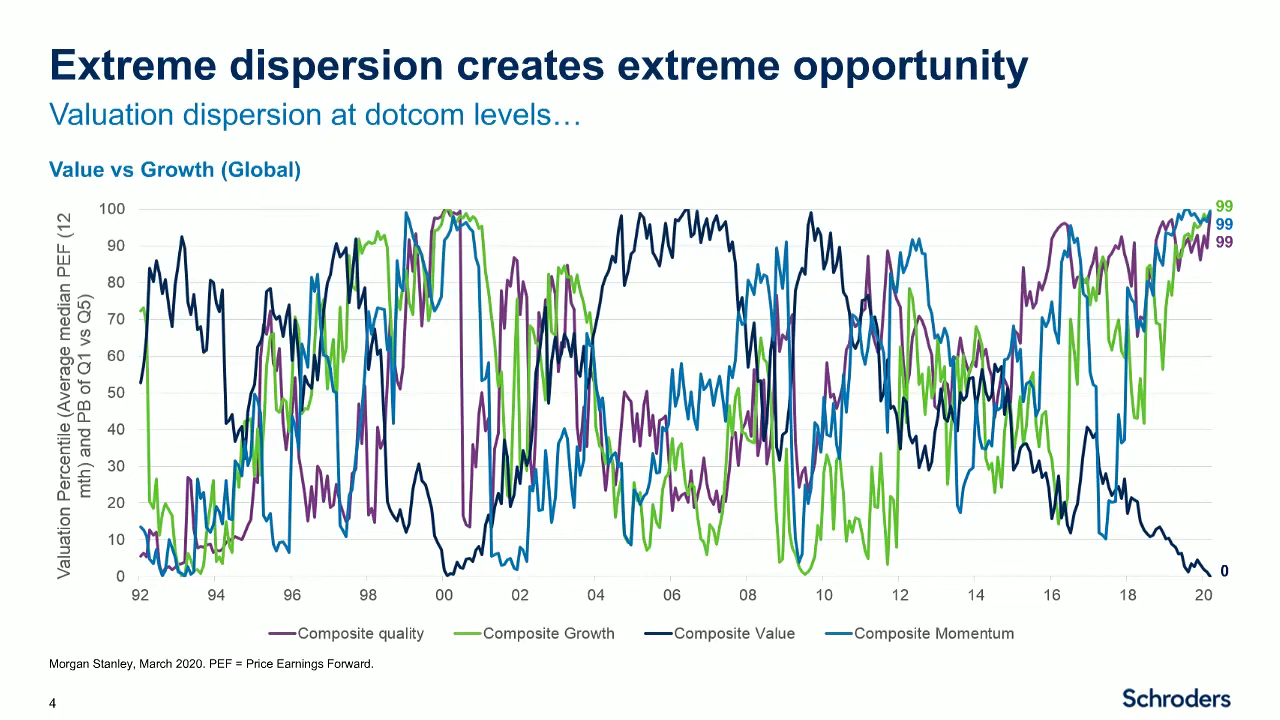 Extreme dispersion creates extreme opportunity
Valuation dispersion at dotcom levels…
Value vs Growth (Global)
Valuation Percentile (Average median PEF (12
mth) and PB of Q1 vs Q5)
100
90
80
70
60
50
40
30
20
10
0
99
99
99
0
92 94 96 98 00 02 04 06 08 10 12 14 16 18 20
Composite quality Composite Growth Composite Value Composite Momentum
Morgan Stanley, March 2020. PEF = Price Earnings Forward.
4
Schroders